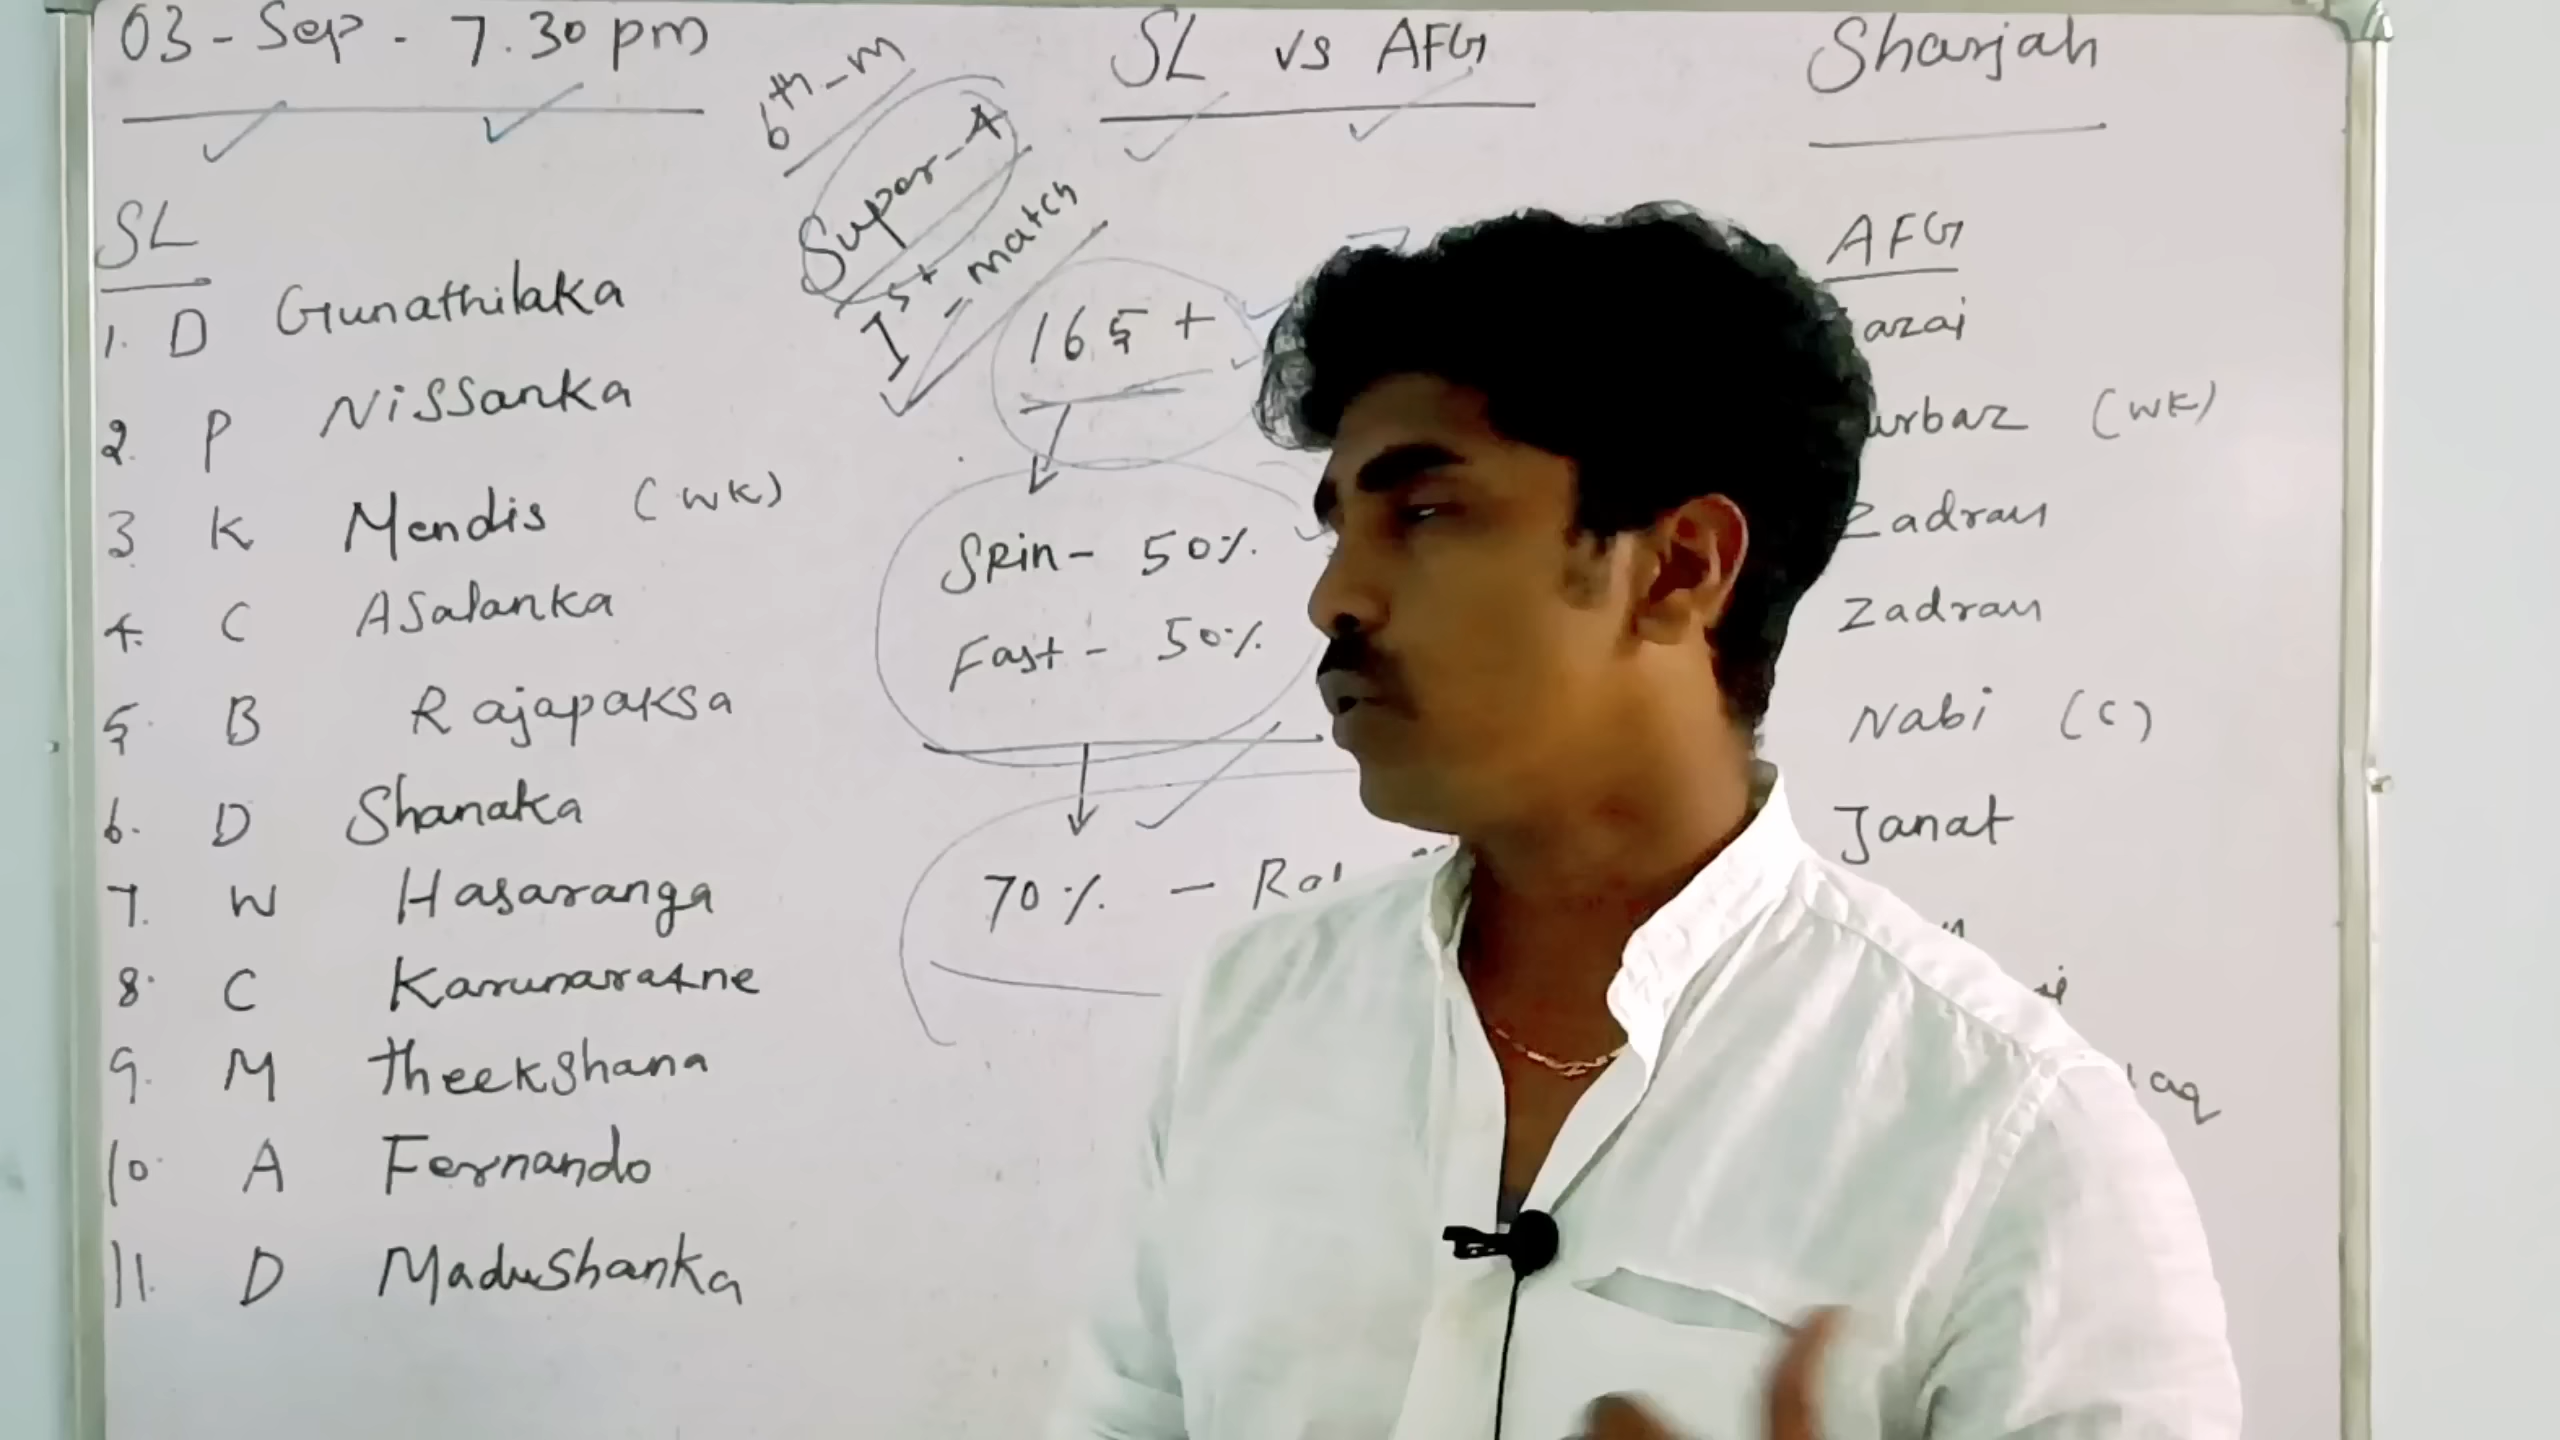 03-Sep - 7.30 pm
6th-M
Super-4
1st - match
SL vs AFG
Sharjah
SL
1. D Gunathilaka
2. P Nissanka
3 K Mendis (wk)
4. C Asalanka
5. B Rajapaksa
6. D Shanaka
7. W Hasaranga
8. C Karunaratne
9. M theekshana
10. A Fernando
11. D Madushanka
165+
Spin - 50%.
Fast - 50%.
70%. -
AFG
azai
urbaz (wk)
Zadran
Zadran
Nabi (c)
Janat
aq